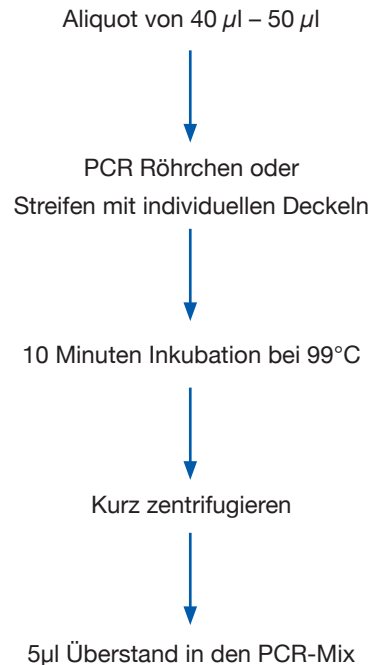 Aliquot von 40 µl – 50 µl
PCR Röhrchen oder
Streifen mit individuellen Deckeln
10 Minuten Inkubation bei 99°C
Kurz zentrifugieren
5µl Überstand in den PCR-Mix